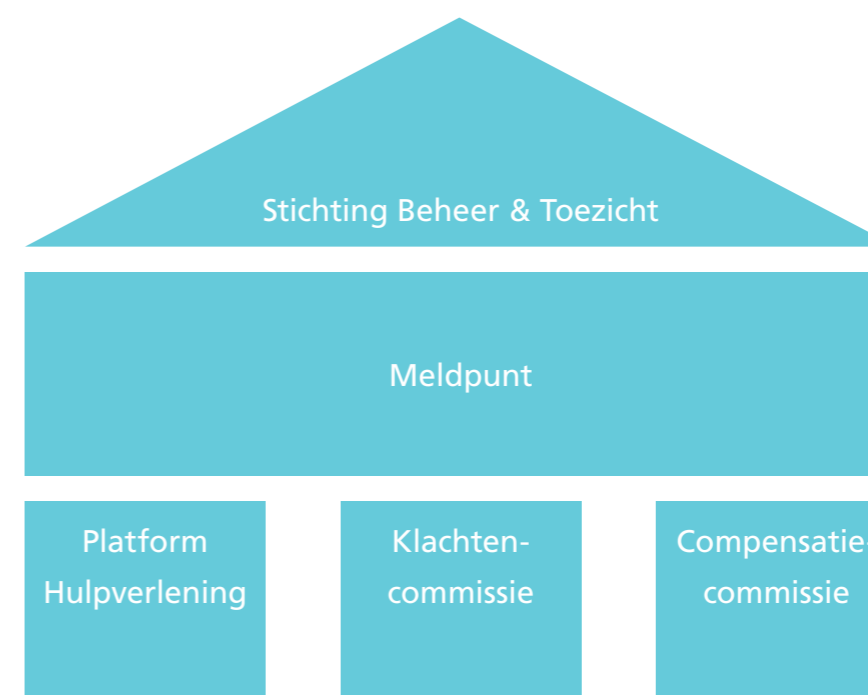 Stichting Beheer & Toezicht
Meldpunt
Platform
Hulpverlening
Klachten-
commissie
Compensatie-
commissie